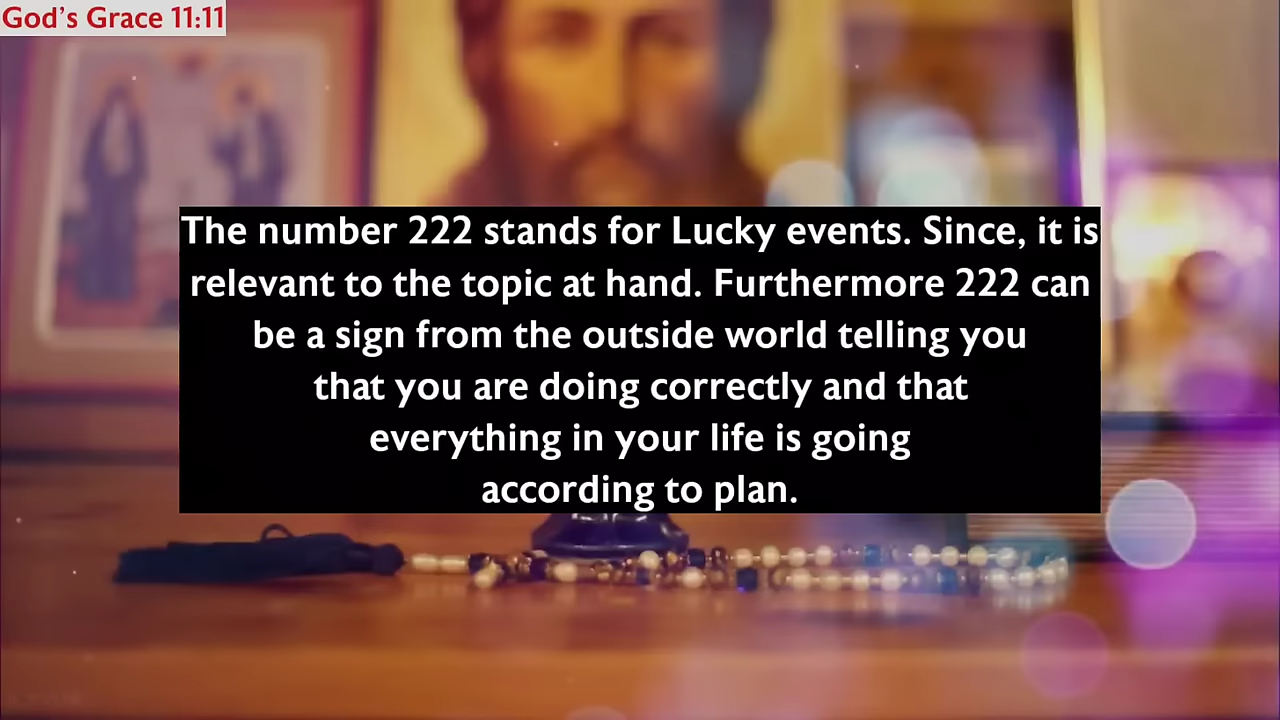 God's Grace 11:11
The number 222 stands for Lucky events. Since, it is
relevant to the topic at hand. Furthermore 222 can
be a sign from the outside world telling you
that you are doing correctly and that
everything in your life is going
according to plan.